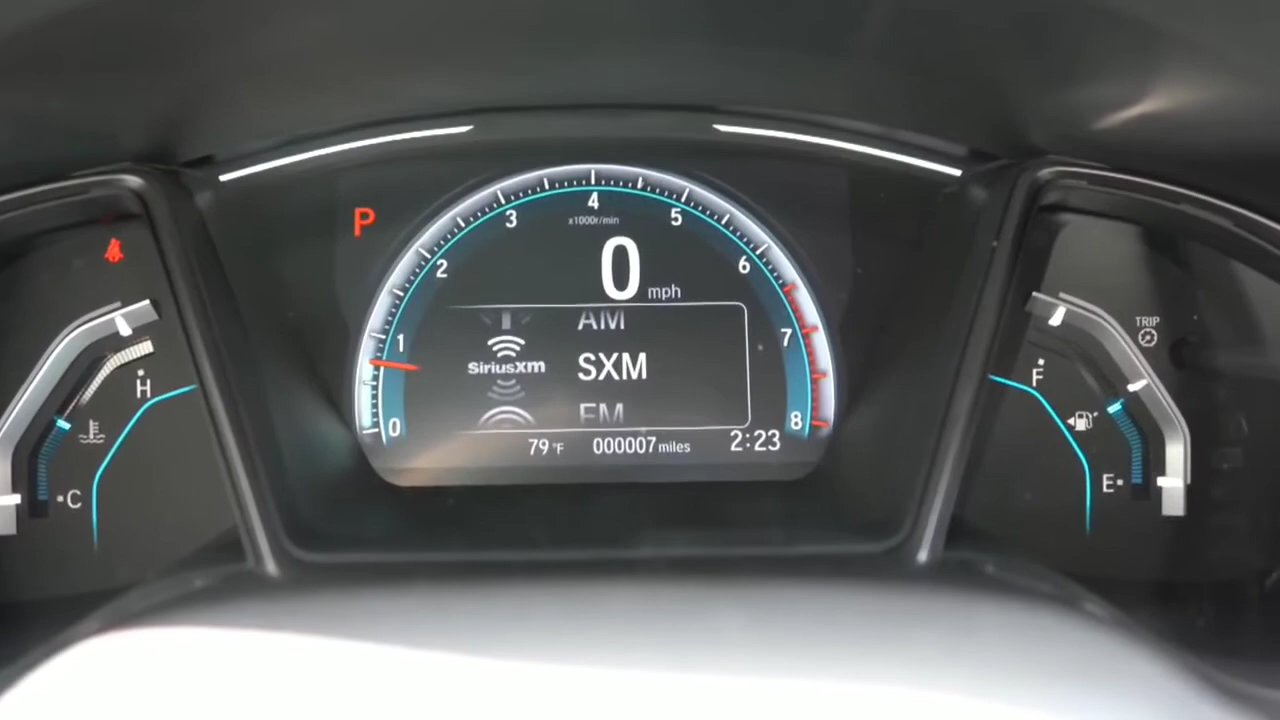 P
0 1 2 3 4 5 6 7 8
x1000r/min
0 mph
AM
SiriusXm SXM
FM
79 °F 000007 miles 2:23
H
C
TRIP
F
E